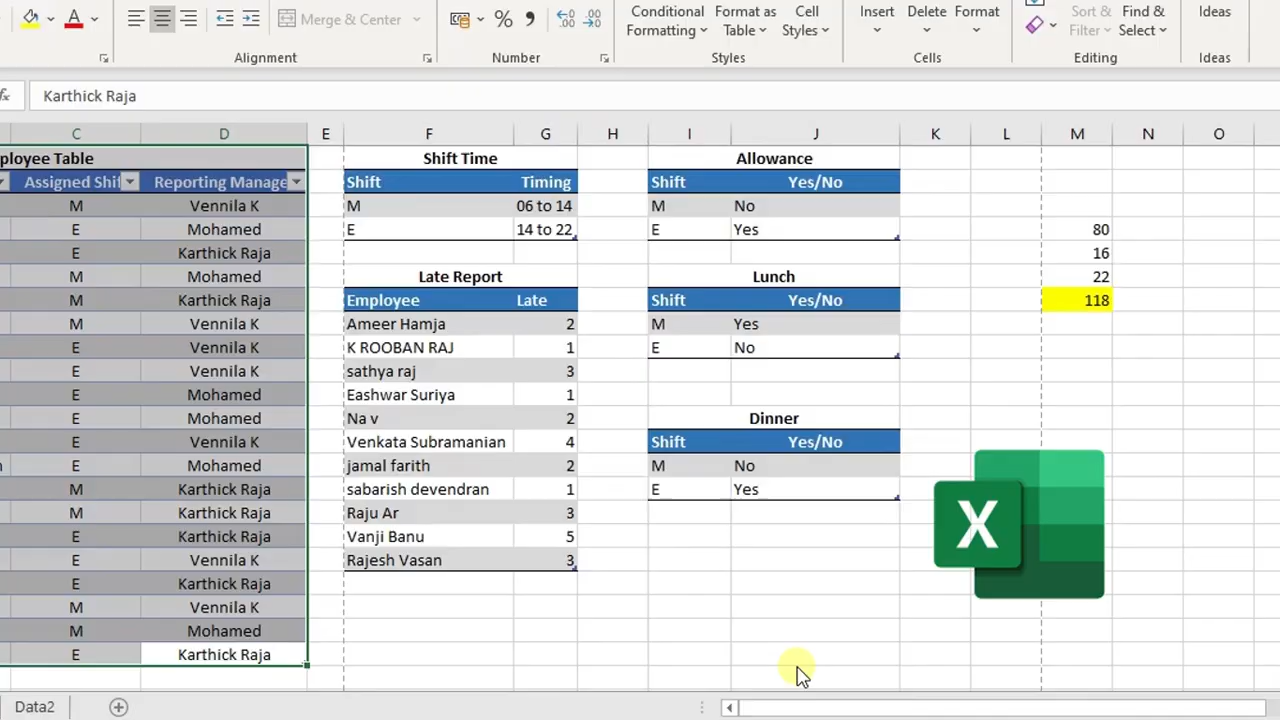 Merge & Center
Conditional Formatting
Format as Table
Cell Styles
Insert Delete Format
Sort & Filter
Find & Select
Ideas
Alignment Number Styles Cells Editing Ideas
fx Karthick Raja
C D E F G H I J K L M N O
ployee Table Shift Time Allowance
Assigned Shif Reporting Manage Shift Timing Shift Yes/No
M Vennila K M 06 to 14 M No
E Mohamed E 14 to 22 E Yes 80
E Karthick Raja 16
M Mohamed Late Report Lunch 22
M Karthick Raja Employee Late Shift Yes/No 118
M Vennila K Ameer Hamja 2 M Yes
E Vennila K K ROOBAN RAJ 1 E No
E Vennila K sathya raj 3
E Mohamed Eashwar Suriya 1
E Mohamed Na v 2 Dinner
E Vennila K Venkata Subramanian 4 Shift Yes/No
E Mohamed jamal farith 2 M No
M Karthick Raja sabarish devendran 1 E Yes
M Karthick Raja Raju Ar 3
E Karthick Raja Vanji Banu 5
E Vennila K Rajesh Vasan 3
E Karthick Raja
M Vennila K
M Mohamed
E Karthick Raja
X
Data2